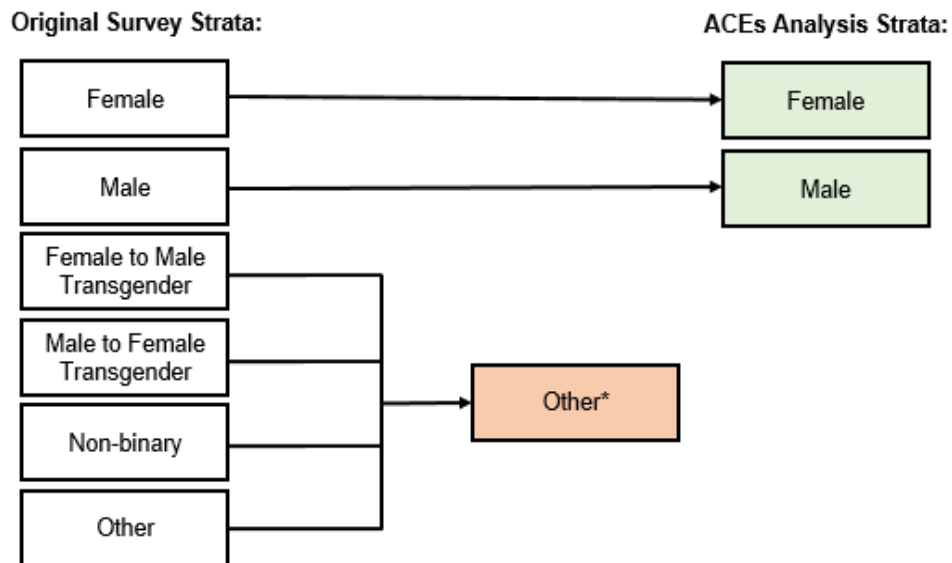 Original Survey Strata:
ACEs Analysis Strata:
Female
Female
Male
Male
Female to Male
Transgender
Male to Female
Transgender
Other*
Non-binary
Other